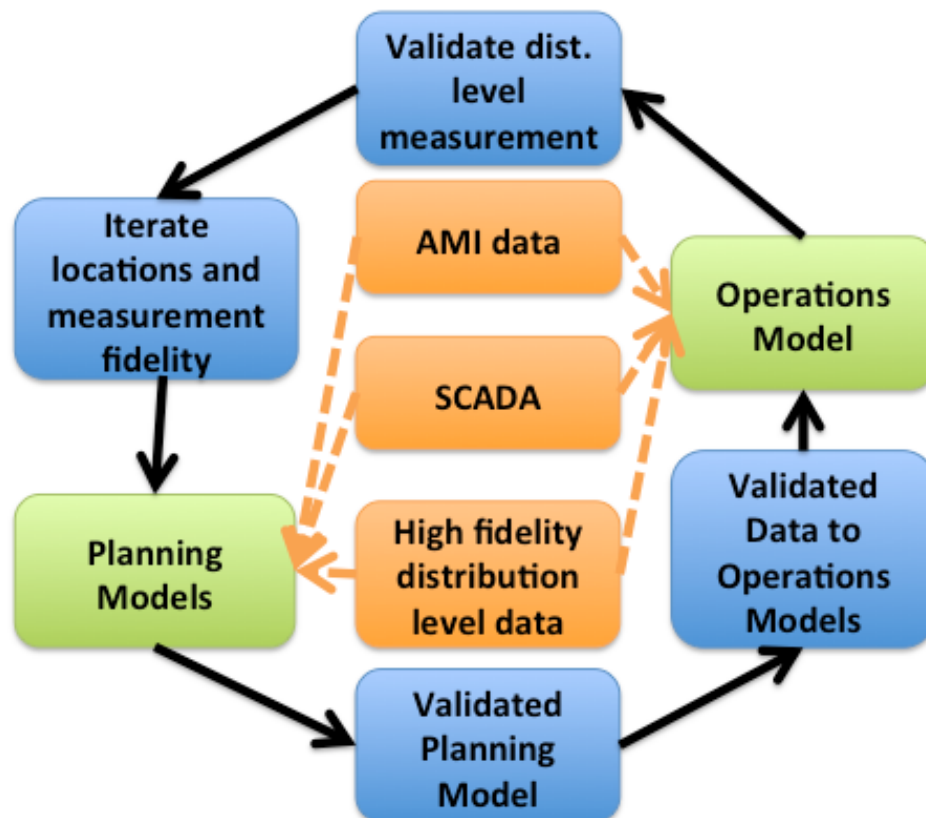 Validate dist.
level
measurement
Iterate
locations and
measurement
fidelity
AMI data
Operations
Model
SCADA
Planning
Models
High fidelity
distribution
level data
Validated
Data to
Operations
Models
Validated
Planning
Model